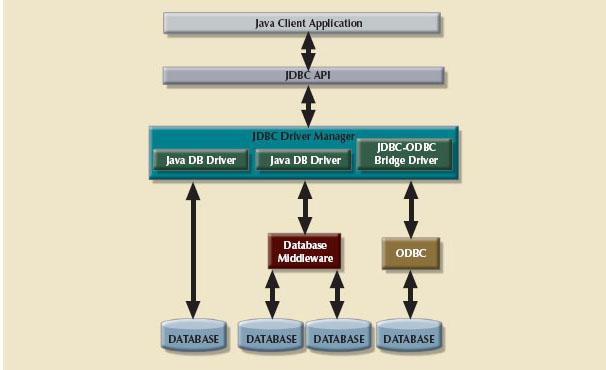 Java Client Application
JDBC API
JDBC Driver Manager
Java DB Driver
Java DB Driver
JDBC-ODBC
Bridge Driver
Database
Middleware
ODBC
DATABASE
DATABASE
DATABASE
DATABASE